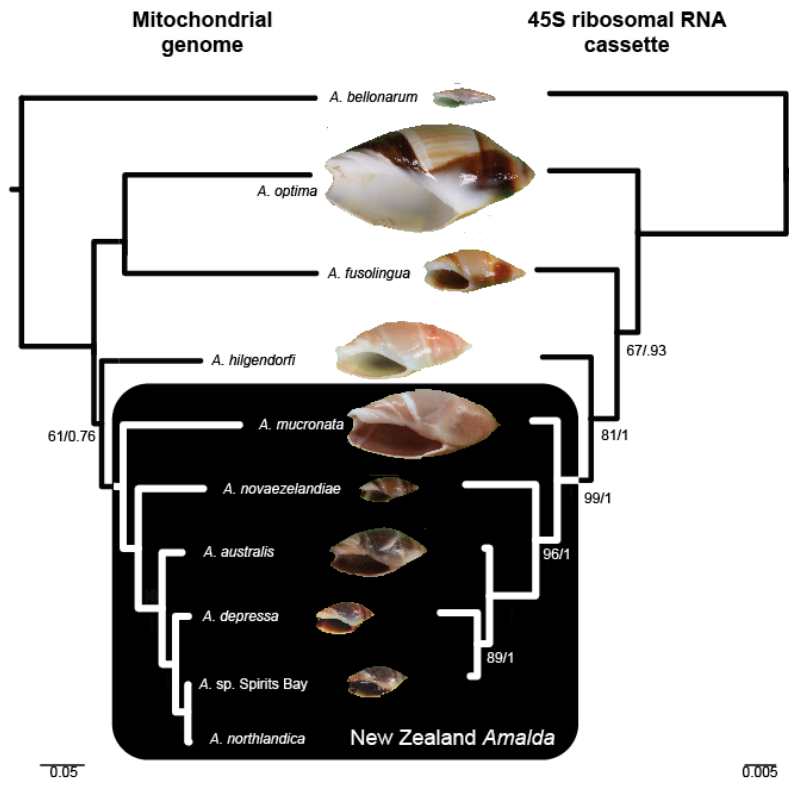 Mitochondrial
genome
45S ribosomal RNA
cassette
A. bellonarum
A. optima
A. fusolingua
67/.93
A. hilgendorfi
A. mucronata
61/0.76
81/1
A. novaezelandiae
99/1
A. australis
96/1
A. depressa
89/1
A. sp. Spirits Bay
A. northlandica
New Zealand Amalda
0.05
0.005